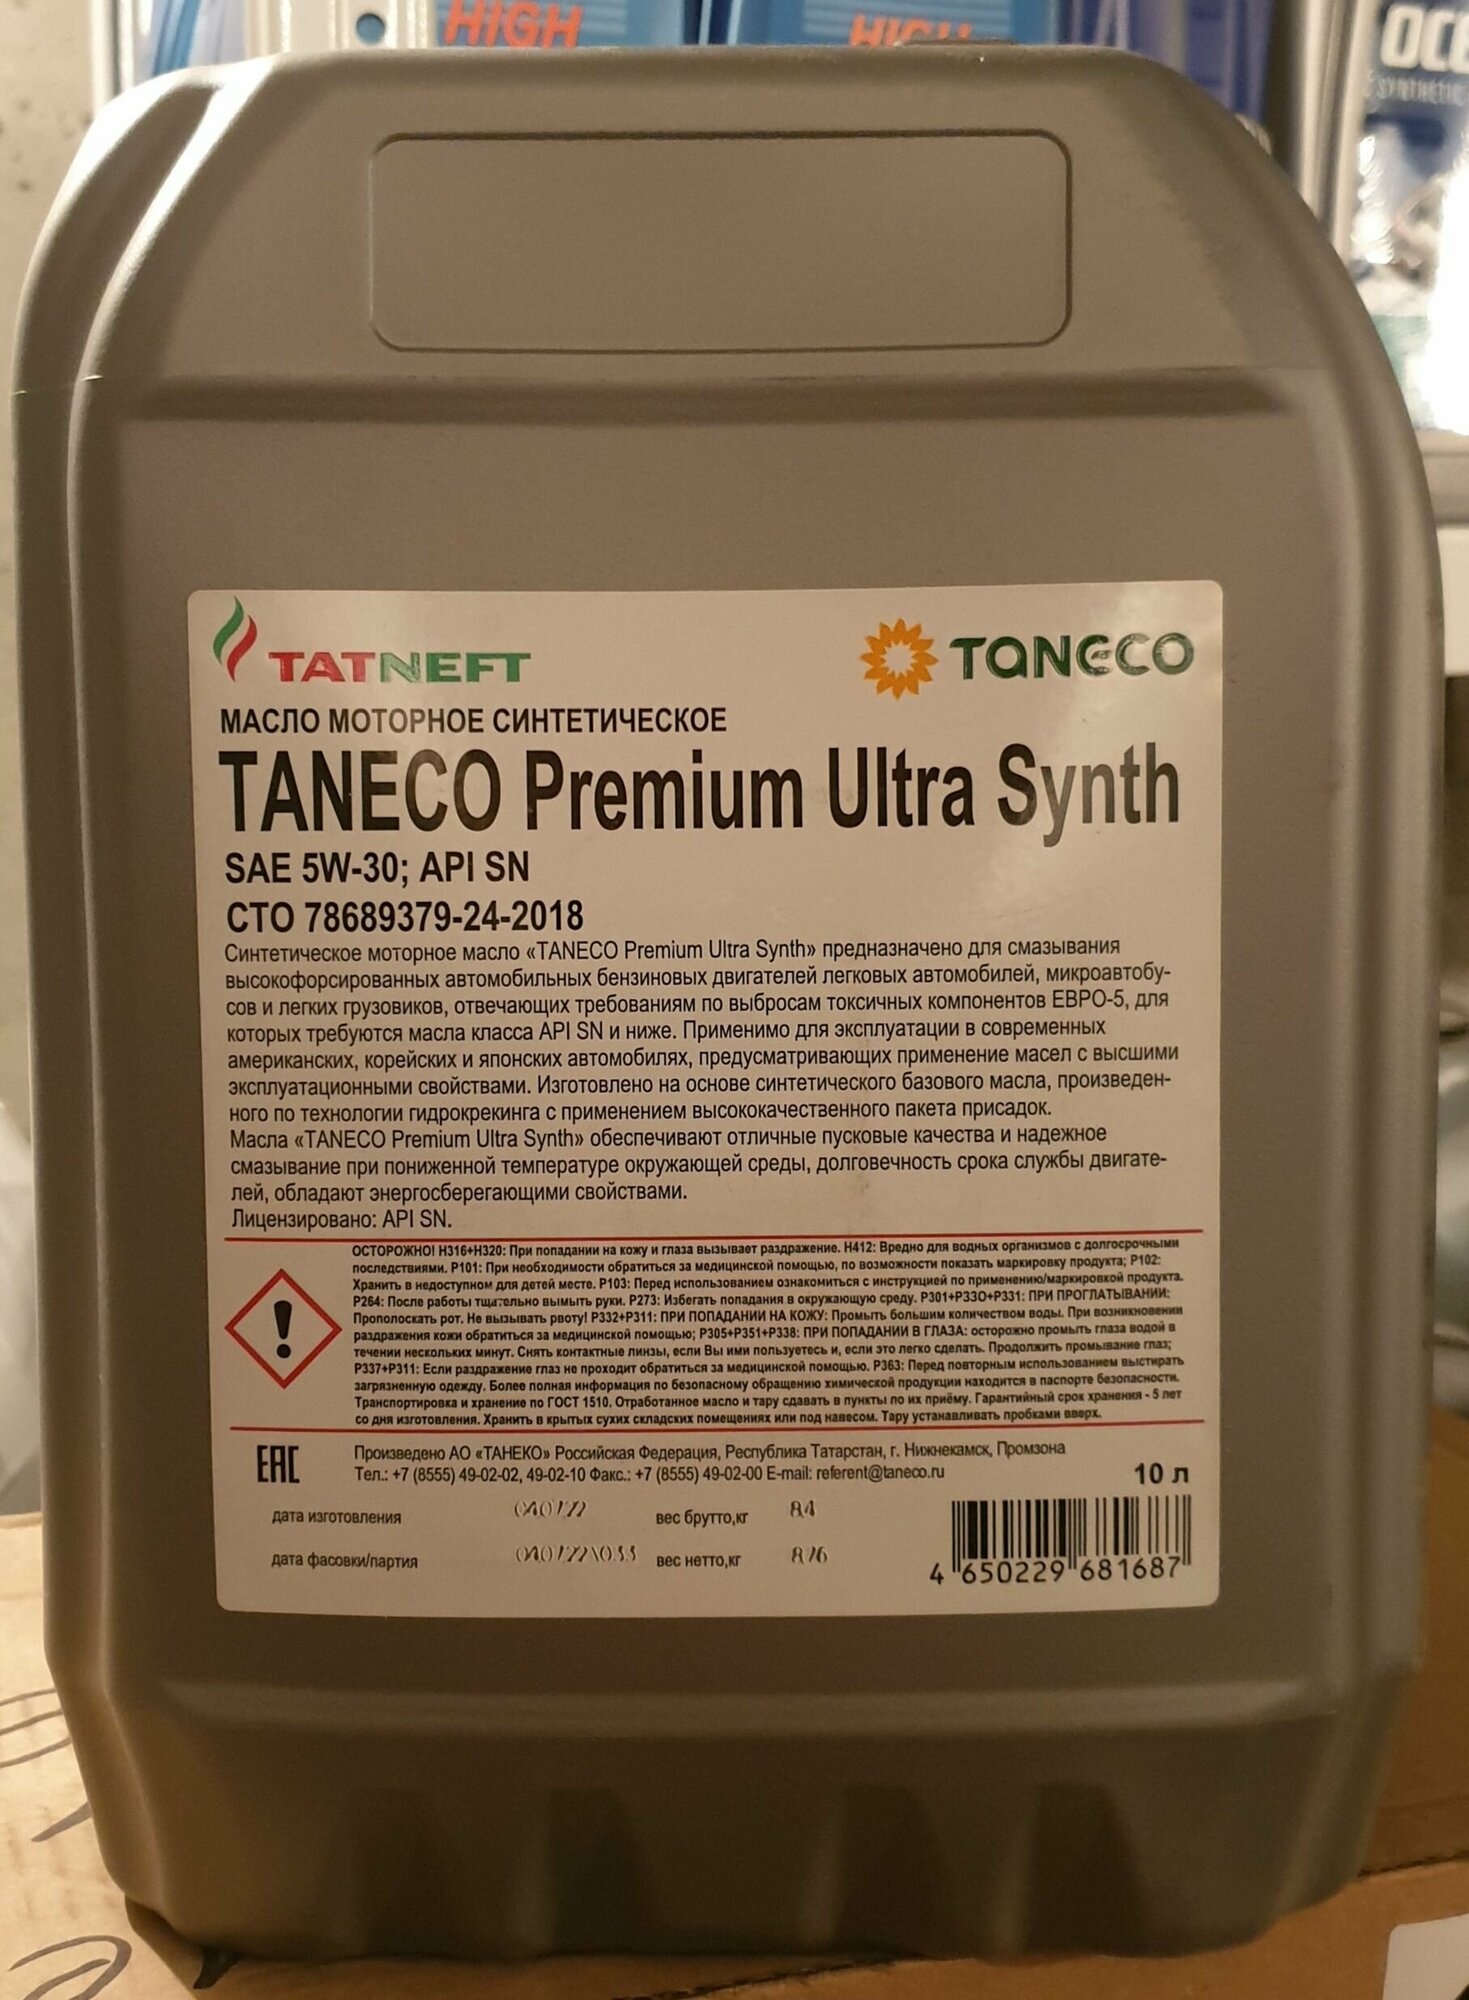 HIGH
HIGH
OCE
SYNTHETIC
TATNEFT
TANECO
МАСЛО МОТОРНОЕ СИНТЕТИЧЕСКОЕ
TANECO Premium Ultra Synth
SAE 5W-30; API SN
СТО 78689379-24-2018
Синтетическое моторное масло «TANECO Premium Ultra Synth» предназначено для смазывания
высокофорсированных автомобильных бензиновых двигателей легковых автомобилей, микроавтобу-
сов и легких грузовиков, отвечающих требованиям по выбросам токсичных компонентов ЕВРО-5, для
которых требуются масла класса API SN и ниже. Применимо для эксплуатации в современных
американских, корейских и японских автомобилях, предусматривающих применение масел с высшими
эксплуатационными свойствами. Изготовлено на основе синтетического базового масла, произведен-
ного по технологии гидрокрекинга с применением высококачественного пакета присадок.
Масла «TANECO Premium Ultra Synth» обеспечивают отличные пусковые качества и надежное
смазывание при пониженной температуре окружающей среды, долговечность срока службы двигате-
лей, обладают энергосберегающими свойствами.
Лицензировано: API SN.
ОСТОРОЖНО! H316+H320: При попадании на кожу и глаза вызывает раздражение. H412: Вредно для водных организмов с долгосрочными
последствиями. P101: При необходимости обратиться за медицинской помощью, по возможности показать маркировку продукта; P102:
Хранить в недоступном для детей месте. P103: Перед использованием ознакомиться с инструкцией по применению/маркировкой продукта.
P264: После работы тщательно вымыть руки. P273: Избегать попадания в окружающую среду. P301+P330+P331: ПРИ ПРОГЛАТЫВАНИИ:
Прополоскать рот. Не вызывать рвоту! P332+P311: ПРИ ПОПАДАНИИ НА КОЖУ: Промыть большим количеством воды. При возникновении
раздражения кожи обратиться за медицинской помощью; P305+P351+P338: ПРИ ПОПАДАНИИ В ГЛАЗА: осторожно промыть глаза водой в
течении нескольких минут. Снять контактные линзы, если Вы ими пользуетесь и, если это легко сделать. Продолжить промывание глаз;
P337+P311: Если раздражение глаз не проходит обратиться за медицинской помощью. P363: Перед повторным использованием выстирать
загрязненную одежду. Более полная информация по безопасному обращению химической продукции находится в паспорте безопасности.
Транспортировка и хранение по ГОСТ 1510. Отработанное масло и тару сдавать в пункты по их приёму. Гарантийный срок хранения - 5 лет
со дня изготовления. Хранить в крытых сухих складских помещениях или под навесом. Тару устанавливать пробками вверх.
EAC
Произведено АО «ТАНЕКО» Российская Федерация, Республика Татарстан, г. Нижнекамск, Промзона
Тел.: +7 (8555) 49-02-02, 49-02-10 Факс.: +7 (8555) 49-02-00 E-mail: referent@taneco.ru
10 л
дата изготовления 040722 вес брутто,кг
дата фасовки/партия вес нетто,кг
4 650229 681687